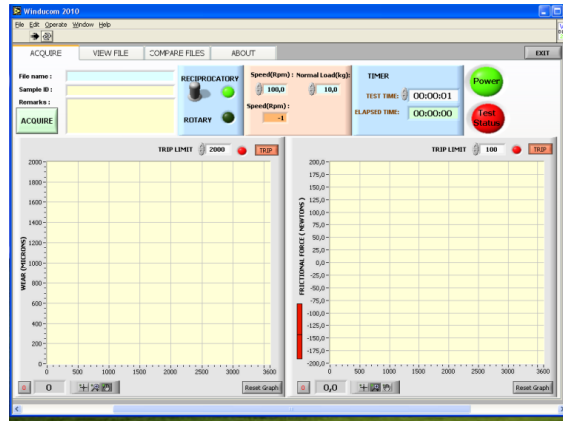 Winducom 2010
File Edit Operate Window Help
ACQUIRE VIEW FILE COMPARE FILES ABOUT EXIT
File name :
Sample ID :
Remarks :
ACQUIRE
RECIPROCATORY
ROTARY
Speed(Rpm) : Normal Load(kg):
100,0 10,0
Speed(Rpm) :
-1
TIMER
TEST TIME: 00:00:01
ELAPSED TIME: 00:00:00
Power
Test
Status
TRIP LIMIT 2000 TRIP
WEAR (MICRONS)
2000
1800
1600
1400
1200
1000
800
600
400
200
0
0 500 1000 1500 2000 2500 3000 3600
0
Reset Graph
TRIP LIMIT 100 TRIP
FRICTIONAL FORCE ( NEWTONS )
200,0
175,0
150,0
125,0
100,0
75,0
50,0
25,0
0,0
-25,0
-50,0
-75,0
-100,0
-125,0
-150,0
-175,0
-200,0
0 500 1000 1500 2000 2500 3000 3600
0,0
Reset Graph